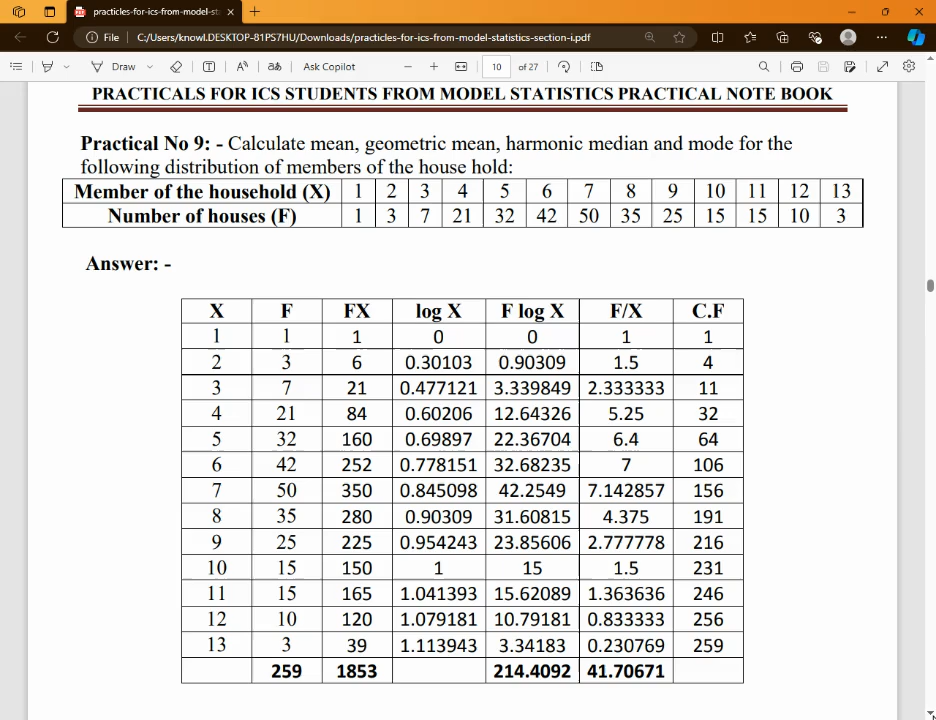 practicles-for-ics-from-model-st
File C:/Users/knowl.DESKTOP-81PS7HU/Downloads/practicles-for-ics-from-model-statistics-section-i.pdf
Draw Ask Copilot 10 of 27
PRACTICALS FOR ICS STUDENTS FROM MODEL STATISTICS PRACTICAL NOTE BOOK
Practical No 9: - Calculate mean, geometric mean, harmonic median and mode for the
following distribution of members of the house hold:
Member of the household (X) 1 2 3 4 5 6 7 8 9 10 11 12 13
Number of houses (F) 1 3 7 21 32 42 50 35 25 15 15 10 3
Answer: -
X F FX log X F log X F/X C.F
1 1 1 0 0 1 1
2 3 6 0.30103 0.90309 1.5 4
3 7 21 0.477121 3.339849 2.333333 11
4 21 84 0.60206 12.64326 5.25 32
5 32 160 0.69897 22.36704 6.4 64
6 42 252 0.778151 32.68235 7 106
7 50 350 0.845098 42.2549 7.142857 156
8 35 280 0.90309 31.60815 4.375 191
9 25 225 0.954243 23.85606 2.777778 216
10 15 150 1 15 1.5 231
11 15 165 1.041393 15.62089 1.363636 246
12 10 120 1.079181 10.79181 0.833333 256
13 3 39 1.113943 3.34183 0.230769 259
259 1853 214.4092 41.70671